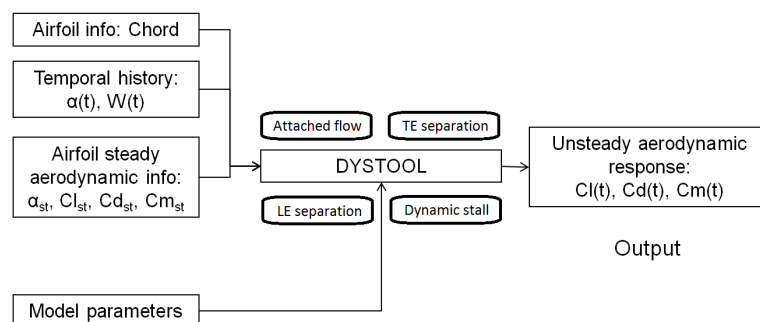 Airfoil info: Chord
Temporal history:
α(t), W(t)
Airfoil steady
aerodynamic info:
αst, Clst, Cdst, Cmst
Model parameters
Attached flow
TE separation
DYSTOOL
LE separation
Dynamic stall
Unsteady aerodynamic
response:
Cl(t), Cd(t), Cm(t)
Output